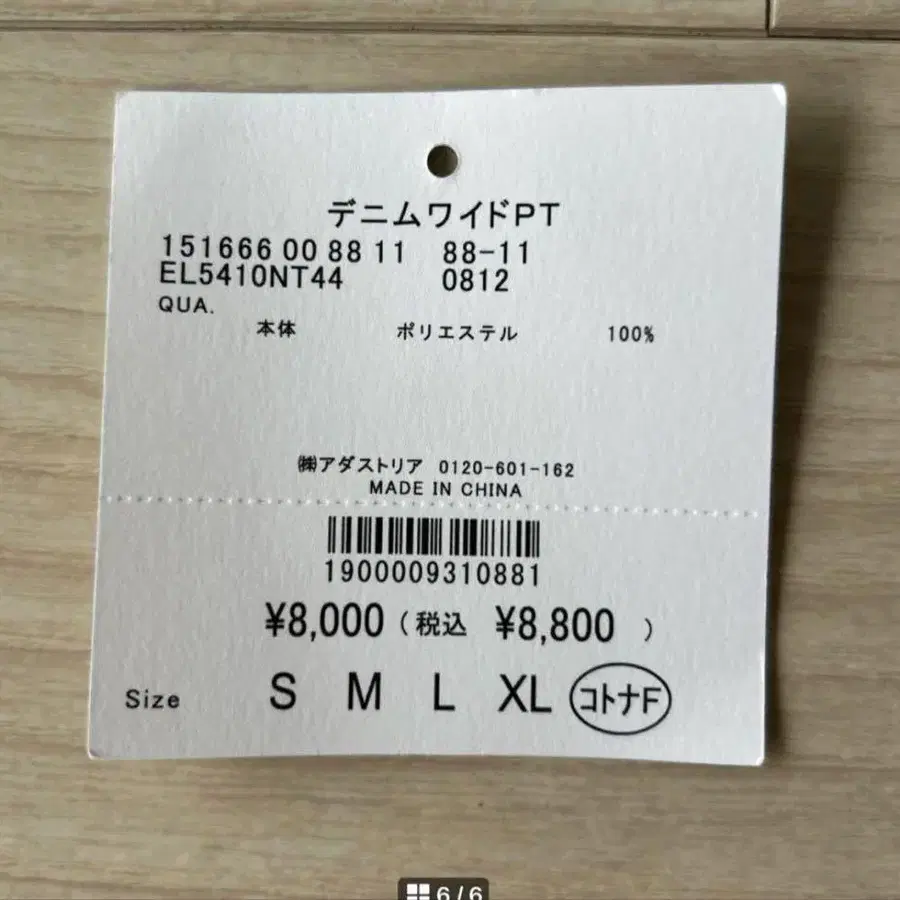 デニムワイドPT
151666 00 88 11 88-11
EL5410NT44 0812
QUA.
本体 ポリエステル 100%
㈱アダストリア 0120-601-162
MADE IN CHINA
1900009310881
¥8,000 (税込 ¥8,800 )
Size S M L XL コトナF
6/6